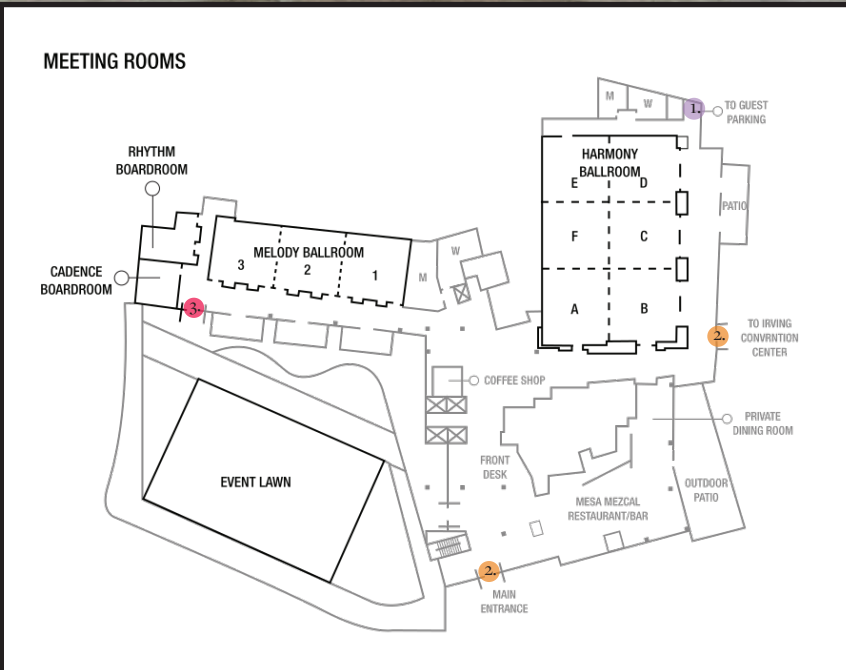 MEETING ROOMS
M
W
1.
TO GUEST
PARKING
RHYTHM
BOARDROOM
HARMONY
BALLROOM
E
D
PATIO
F
C
A
B
MELODY BALLROOM
3
2
1
W
M
CADENCE
BOARDROOM
3.
2.
TO IRVING
CONVRNTION
CENTER
COFFEE SHOP
PRIVATE
DINING ROOM
FRONT
DESK
EVENT LAWN
OUTDOOR
PATIO
MESA MEZCAL
RESTAURANT/BAR
2.
MAIN
ENTRANCE